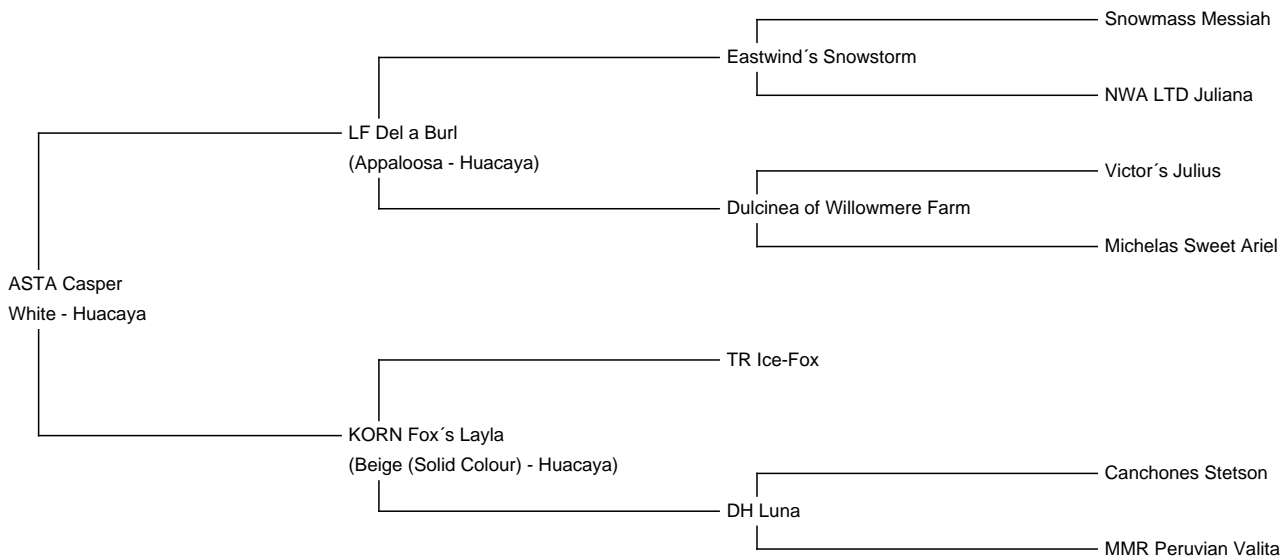 Snowmass Messiah
Eastwind´s Snowstorm
NWA LTD Juliana
LF Del a Burl
(Appaloosa - Huacaya)
Victor´s Julius
Dulcinea of Willowmere Farm
Michelas Sweet Ariel
ASTA Casper
White - Huacaya
TR Ice-Fox
KORN Fox´s Layla
(Beige (Solid Colour) - Huacaya)
Canchones Stetson
DH Luna
MMR Peruvian Valita